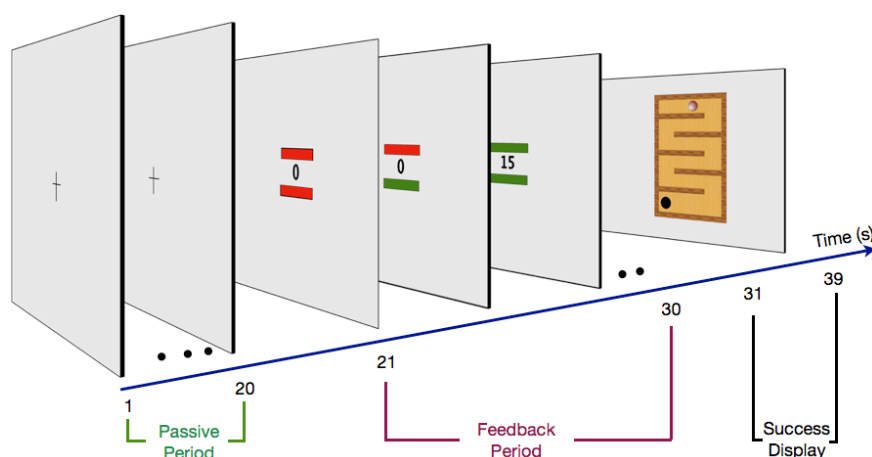 0
0
15
Time (s)
1
20
21
30
31
39
Passive
Period
Feedback
Period
Success
Display